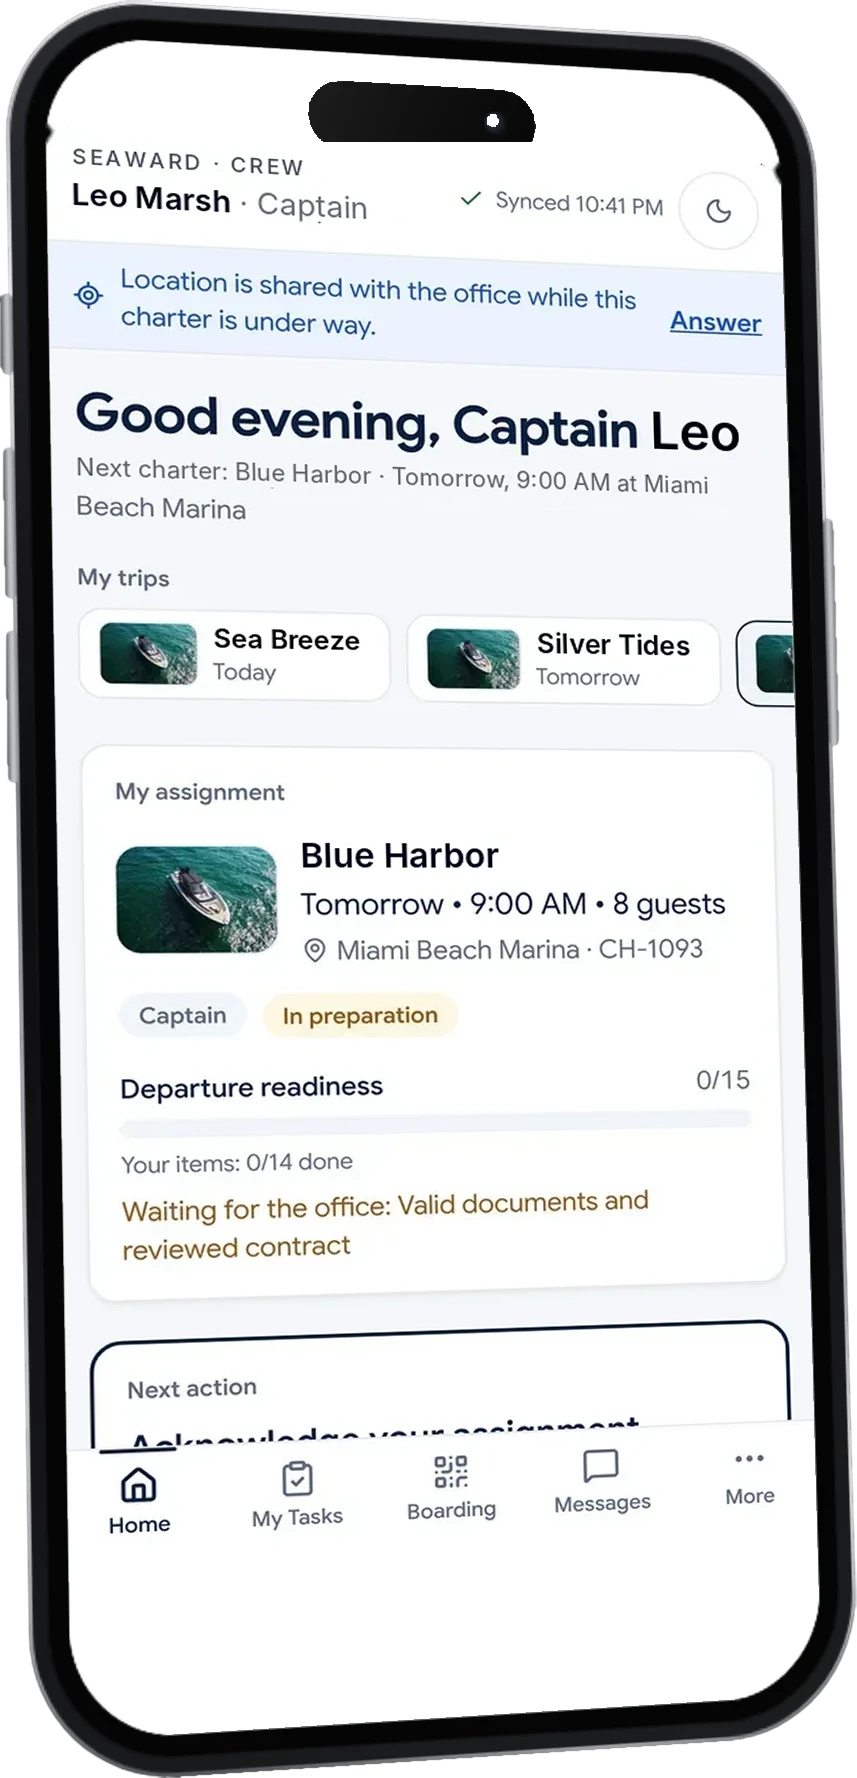 SEAWARD · CREW
Leo Marsh · Captain
Synced 10:41 PM
Location is shared with the office while this
charter is under way.
Answer
Good evening, Captain Leo
Next charter: Blue Harbor · Tomorrow, 9:00 AM at Miami
Beach Marina
My trips
Sea Breeze
Today
Silver Tides
Tomorrow
My assignment
Blue Harbor
Tomorrow • 9:00 AM • 8 guests
Miami Beach Marina · CH-1093
Captain
In preparation
Departure readiness
0/15
Your items: 0/14 done
Waiting for the office: Valid documents and
reviewed contract
Next action
Acknowledge your assignment
Home
My Tasks
Boarding
Messages
More